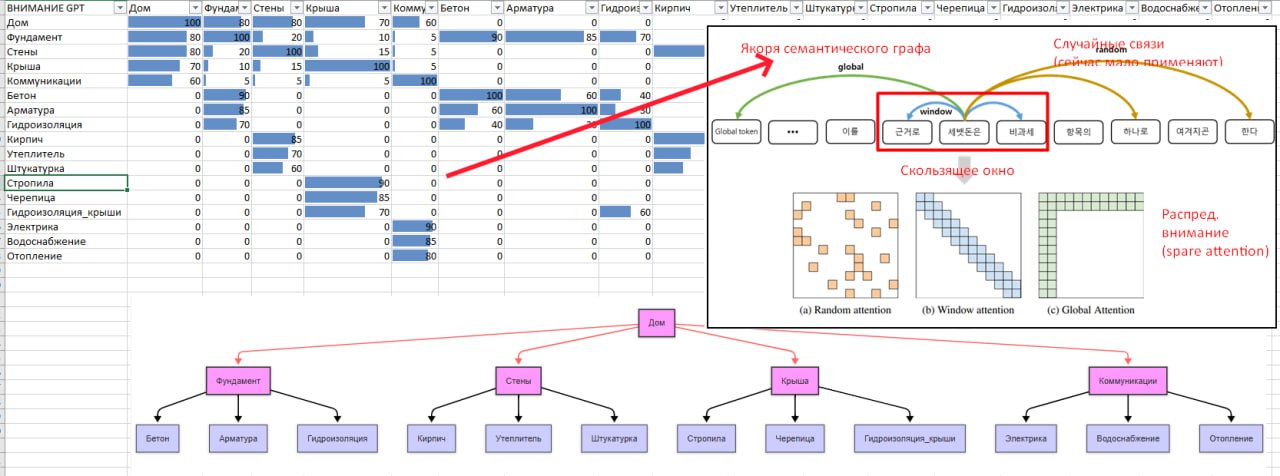 ВНИМАНИЕ GPT Дом Фундам Стены Крыша Комму Бетон Арматура Гидроиз Кирпич Утеплитель Штукатурк Стропила Черепица Гидроизол Электрика Водоснабже Отоплени
Дом 100 80 80 70 60 0 0 0
Фундамент 80 100 20 10 5 90 85 70
Стены 80 20 100 15 5 0 0 0
Крыша 70 10 15 100 5 0 0 0
Коммуникации 60 5 5 5 100 0 0
Бетон 0 90 0 0 0 100 60 40
Арматура 0 85 0 0 0 60 100 30
Гидроизоляция 0 70 0 0 0 40 100
Кирпич 0 0 85 0 0 0 0 0
Утеплитель 0 0 70 0 0 0 0 0
Штукатурка 0 0 60 0 0 0 0 0
Стропила 0 0 0 90 0 0 0 0
Черепица 0 0 0 85 0 0 0 0
Гидроизоляция_крыши 0 0 0 70 0 0 0 60
Электрика 0 0 0 0 90 0 0 0
Водоснабжение 0 0 0 0 85 0 0 0
Отопление 0 0 0 0 80 0 0 0
Якоря семантического графа
Случайные связи
(сейчас мало применяют)
random
global
window
Global token ••• 이틀 근거로 세벳돈은 비과세 항목의 하나로 여겨지곤 한다
Скользящее окно
Распред.
внимание
(spare attention)
(a) Random attention (b) Window attention (c) Global Attention
Дом
Фундамент Стены Крыша Коммуникации
Бетон Арматура Гидроизоляция Кирпич Утеплитель Штукатурка Стропила Черепица Гидроизоляция_крыши Электрика Водоснабжение Отопление